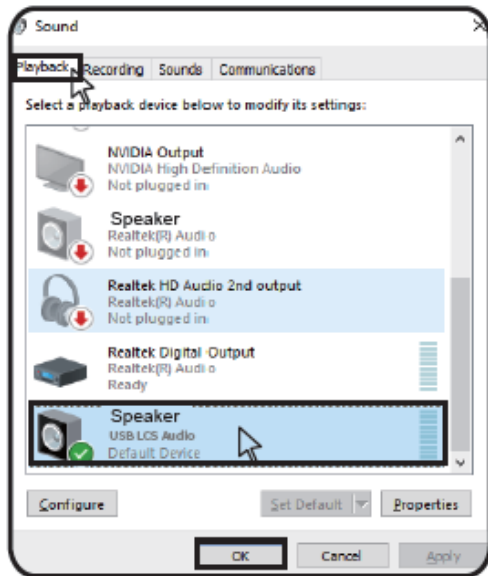 Sound
Playback Recording Sounds Communications
Select a playback device below to modify its settings:
NVIDIA Output
NVIDIA High Definition Audio
Not plugged in
Speaker
Realtek(R) Audio
Not plugged in
Realtek HD Audio 2nd output
Realtek(R) Audio
Not plugged in
Realtek Digital Output
Realtek(R) Audio
Ready
Speaker
USB LCS Audio
Default Device
Configure Set Default Properties
OK Cancel Apply